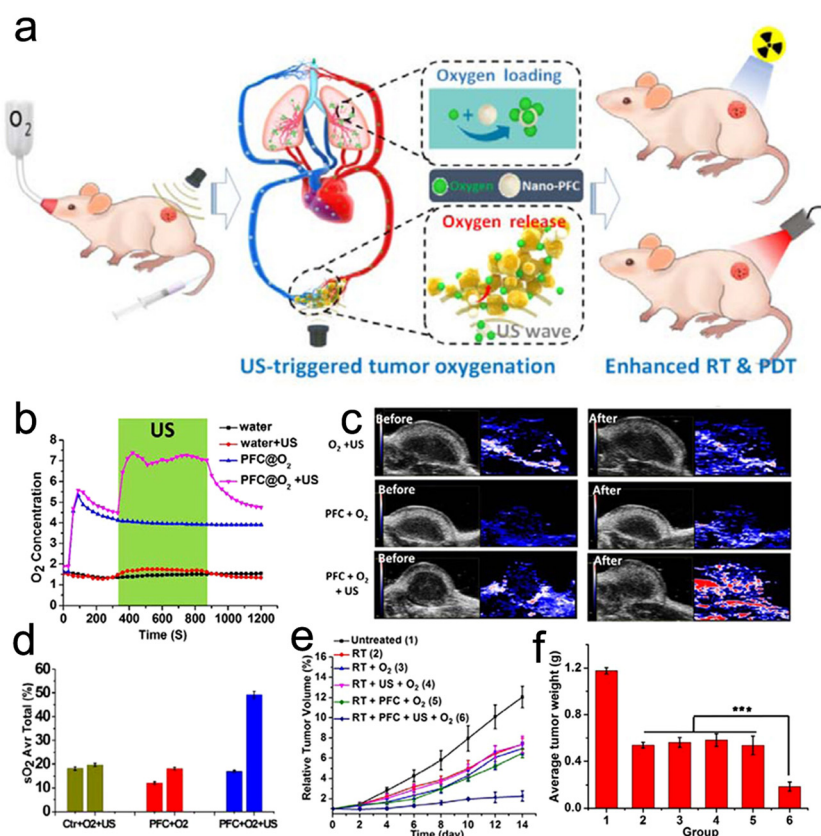 a
O2
Oxygen loading
+
Oxygen
Nano-PFC
Oxygen release
US wave
US-triggered tumor oxygenation
Enhanced RT & PDT
b
US
water
water+US
PFC@O2
PFC@O2 +US
O2 Concentration
8
7
6
5
4
3
2
1
0
0 200 400 600 800 1000 1200
Time (S)
c
Before
After
O2 +US
Before
After
PFC + O2
Before
After
PFC + O2
+ US
d
sO2 Avr Total (%)
60
50
40
30
20
10
0
Ctr+O2+US PFC+O2 PFC+O2+US
e
Untreated (1)
RT (2)
RT + O2 (3)
RT + US + O2 (4)
RT + PFC + O2 (5)
RT + PFC + US + O2 (6)
Relative Tumor Volume (%)
16
14
12
10
8
6
4
2
0 2 4 6 8 10 12 14
Time (day)
f
Average tumor weight (g)
1.2
0.9
0.6
0.3
0.0
***
1 2 3 4 5 6
Group